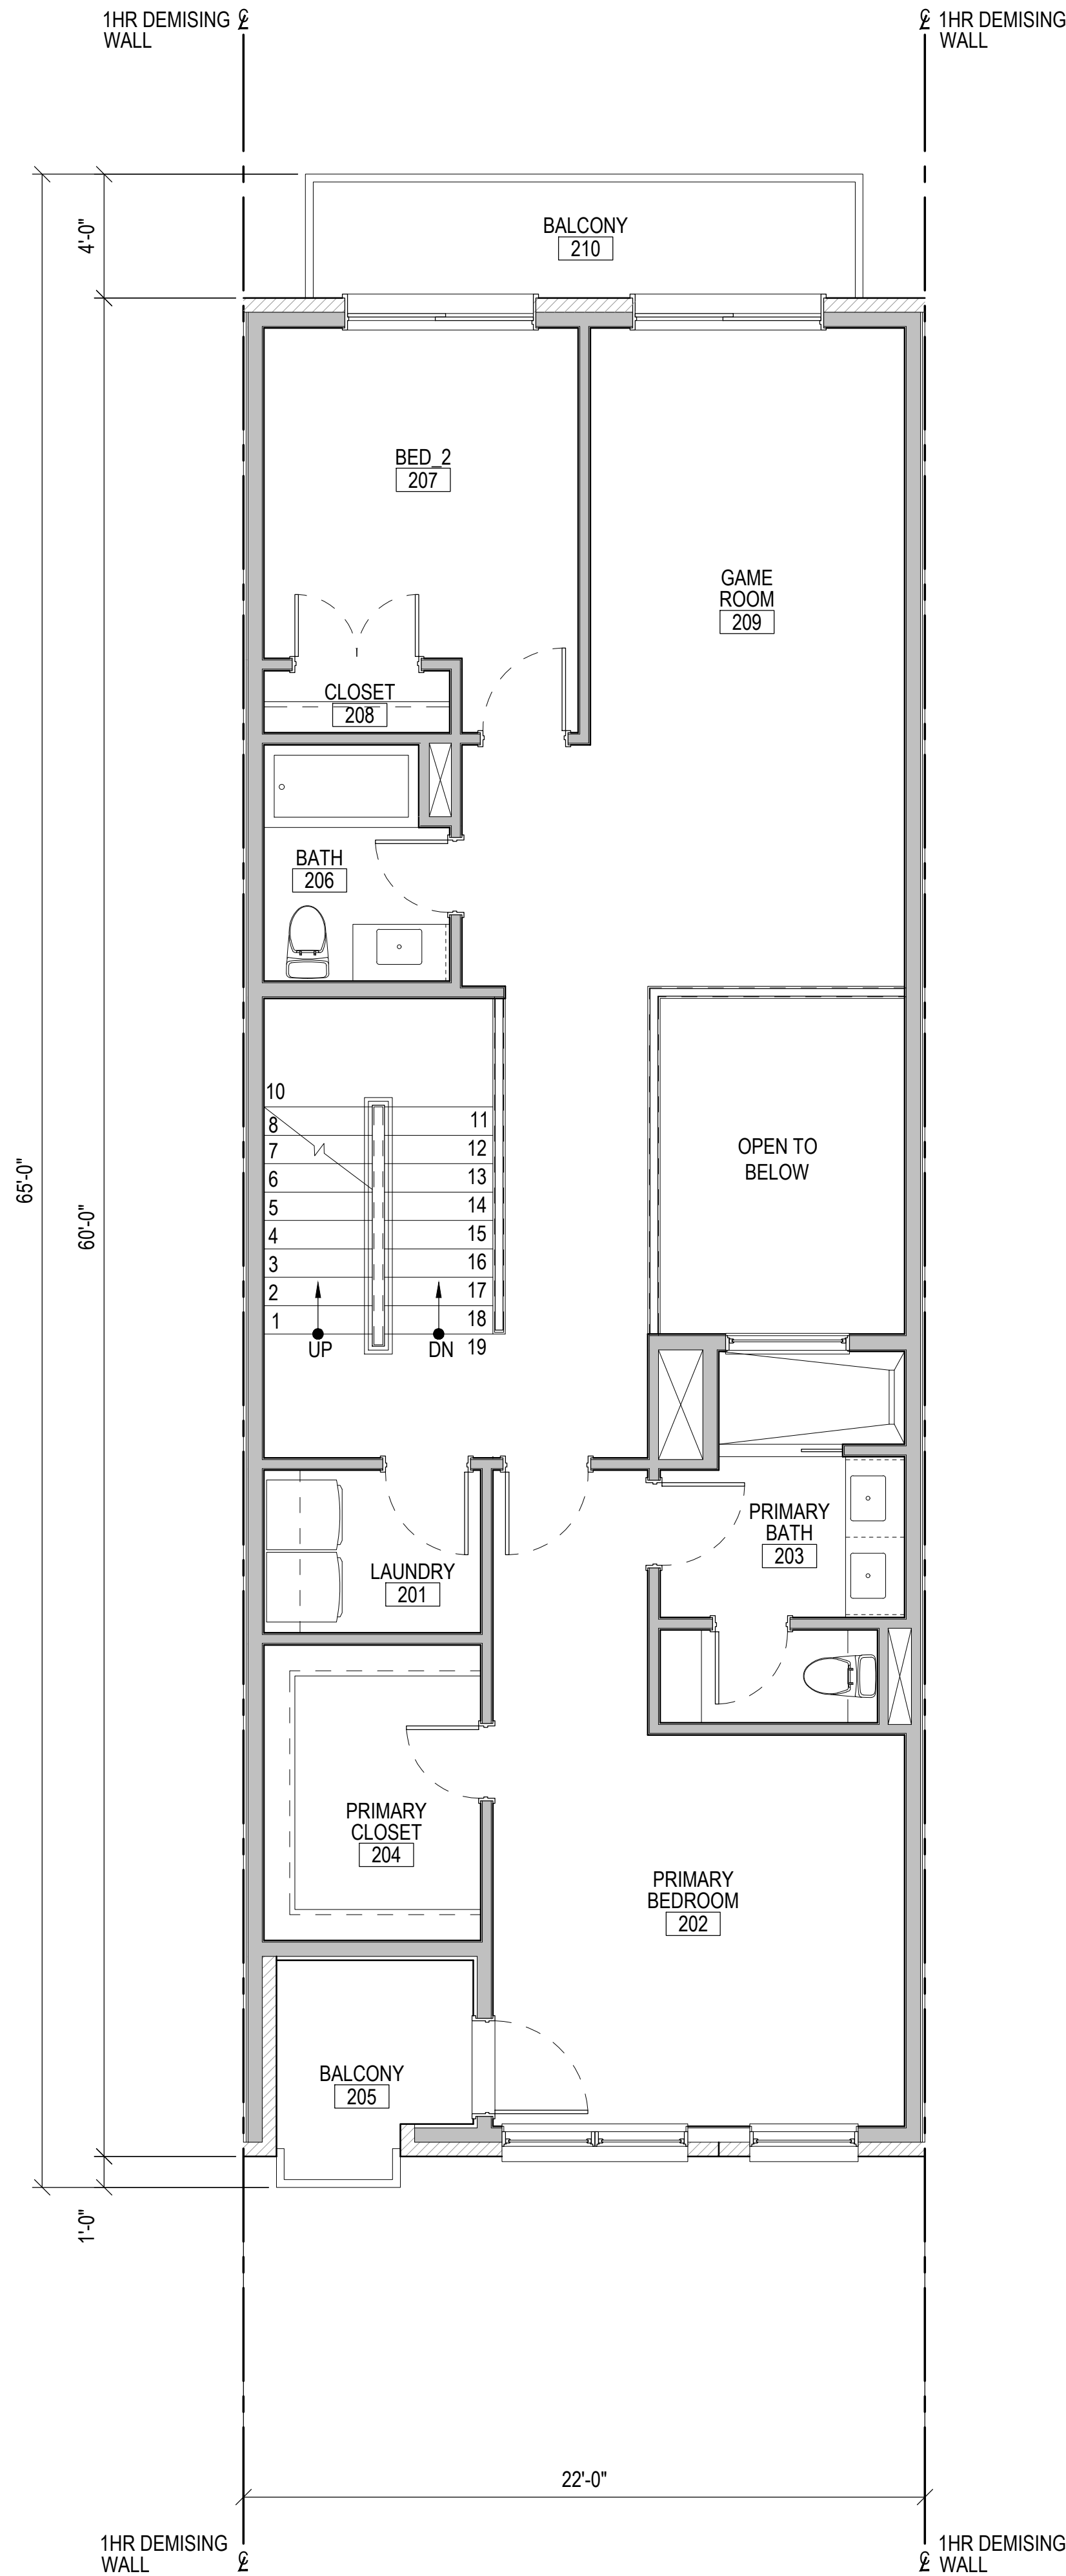 1HR DEMISING ℄
WALL
℄ 1HR DEMISING
WALL
4'-0"
BALCONY
210
BED_2
207
GAME
ROOM
209
CLOSET
208
BATH
206
65'-0"
60'-0"
10
8
7
6
5
4
3
2
1
11
12
13
14
15
16
17
18
19
UP
DN
OPEN TO
BELOW
PRIMARY
BATH
203
LAUNDRY
201
PRIMARY
CLOSET
204
PRIMARY
BEDROOM
202
BALCONY
205
1'-0"
22'-0"
1HR DEMISING
WALL ℄
℄ 1HR DEMISING
WALL